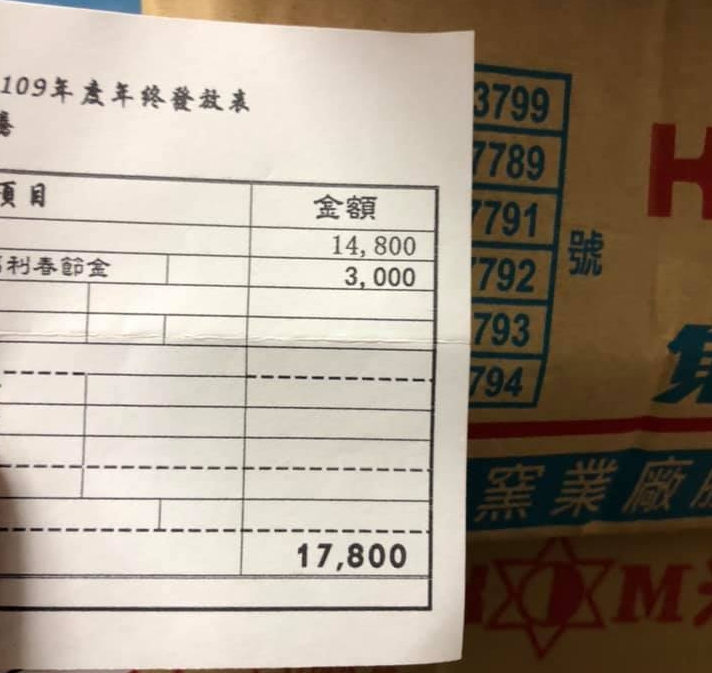 109年度年終發放表
項目
金額
14,800
利春節金
3,000
17,800
3799
7789
7791
7792
793
794
號
窯業廠
M